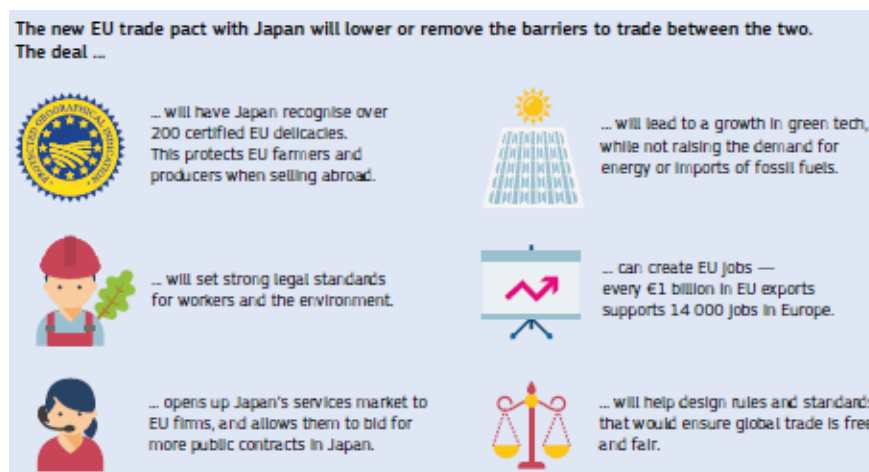 The new EU trade pact with Japan will lower or remove the barriers to trade between the two.
The deal ...
PROTECTED GEOGRAPHICAL INDICATION
... will have Japan recognise over
200 certified EU delicacies.
This protects EU farmers and
producers when selling abroad.
... will lead to a growth in green tech,
while not raising the demand for
energy or imports of fossil fuels.
... will set strong legal standards
for workers and the environment.
... can create EU jobs —
every €1 billion in EU exports
supports 14 000 jobs in Europe.
... opens up Japan's services market to
EU firms, and allows them to bid for
more public contracts in Japan.
... will help design rules and standards
that would ensure global trade is free
and fair.